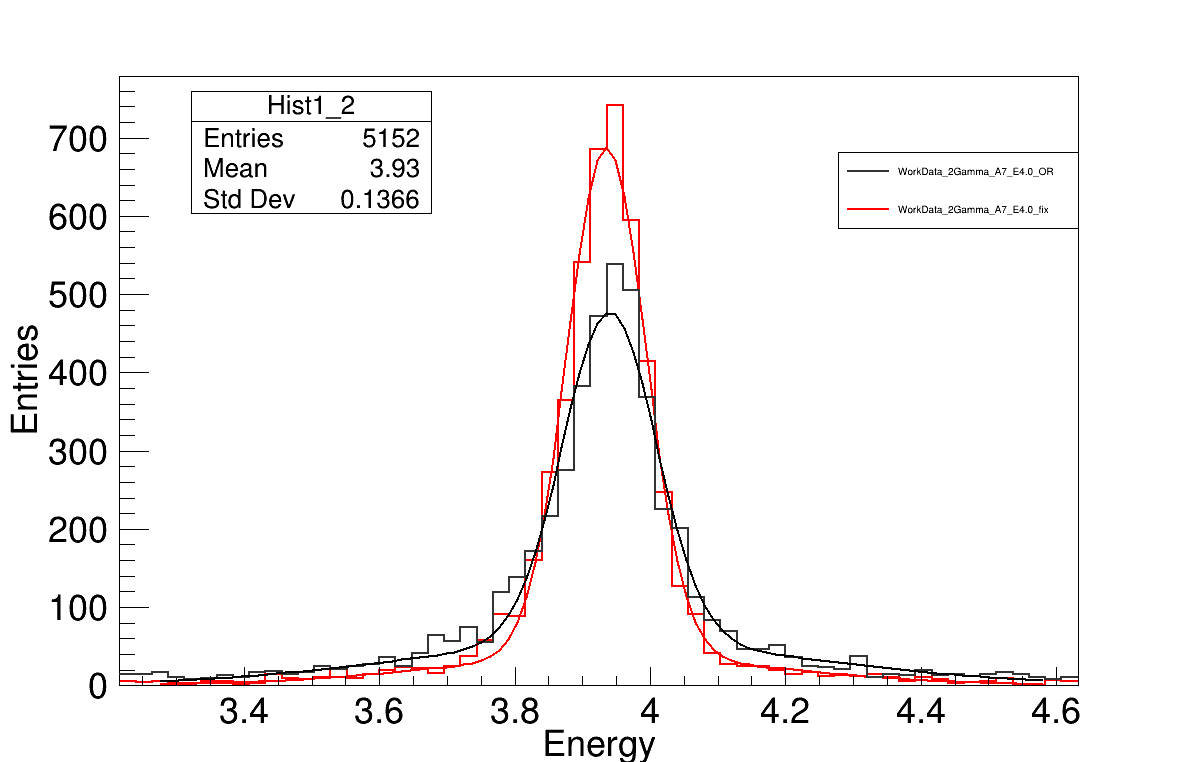 Hist1_2
Entries 5152
Mean 3.93
Std Dev 0.1366
WorkData_2Gamma_A7_E4.0_OR
WorkData_2Gamma_A7_E4.0_fix
Entries
700
600
500
400
300
200
100
0
3.4 3.6 3.8 4 4.2 4.4 4.6
Energy